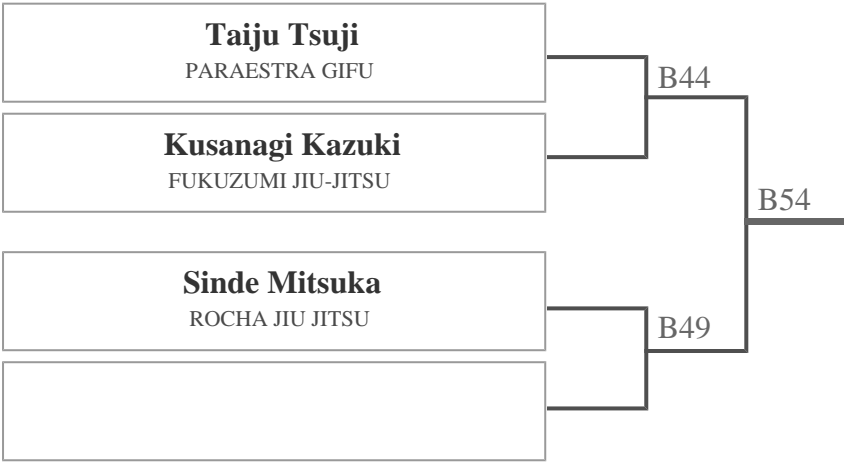 Taiju Tsuji
PARAESTRA GIFU
B44
Kusanagi Kazuki
FUKUZUMI JIU-JITSU
B54
Sinde Mitsuka
ROCHA JIU JITSU
B49